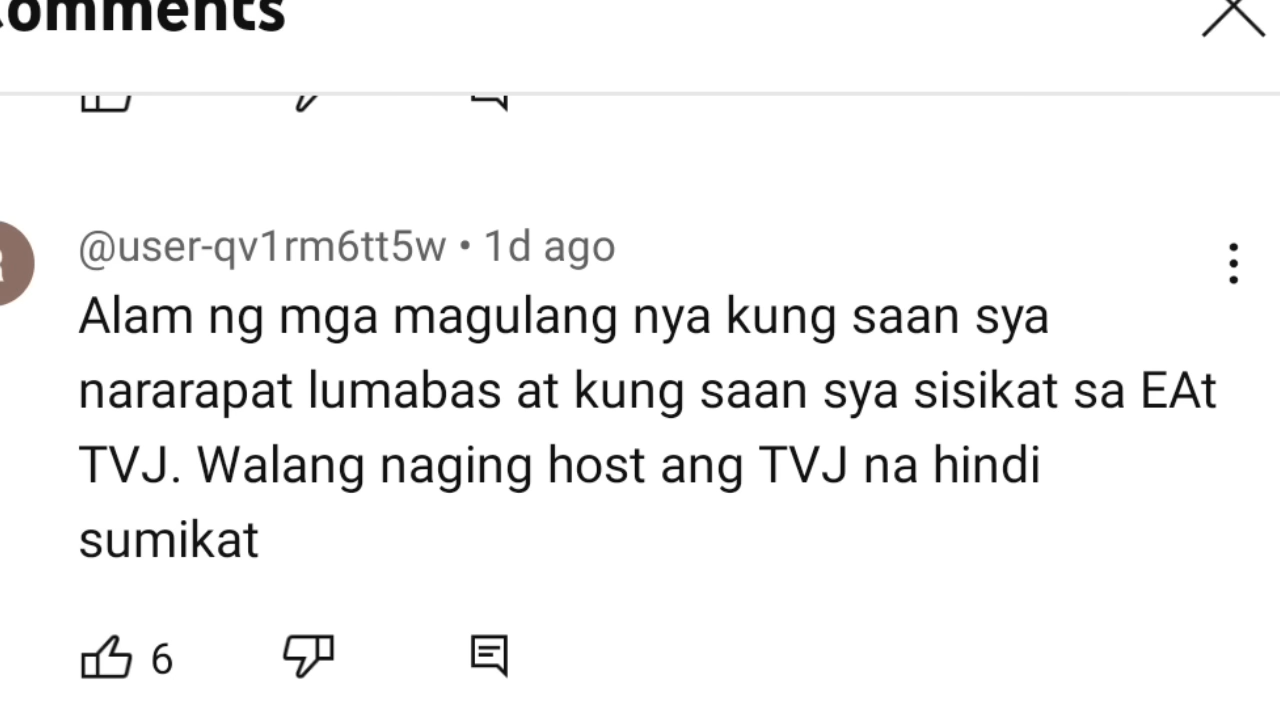 Comments
@user-qv1rm6tt5w • 1d ago
Alam ng mga magulang nya kung saan sya
nararapat lumabas at kung saan sya sisikat sa EAt
TVJ. Walang naging host ang TVJ na hindi
sumikat
6